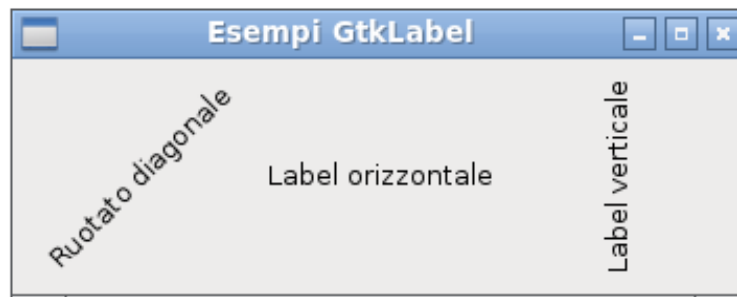 Esempi GtkLabel
Ruotato diagonale
Label orizzontale
Label verticale